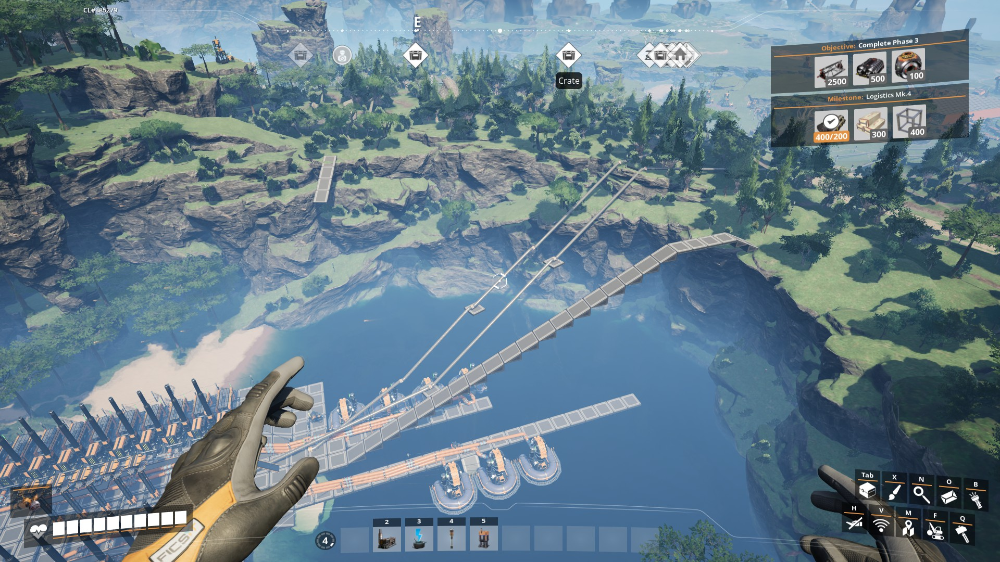 CL#385279
E
Crate
Objective: Complete Phase 3
2500
500
100
Milestone: Logistics Mk.4
400/200
300
400
Tab
X
N
O
B
H
V
M
F
Q
4
2
3
4
5
FICS